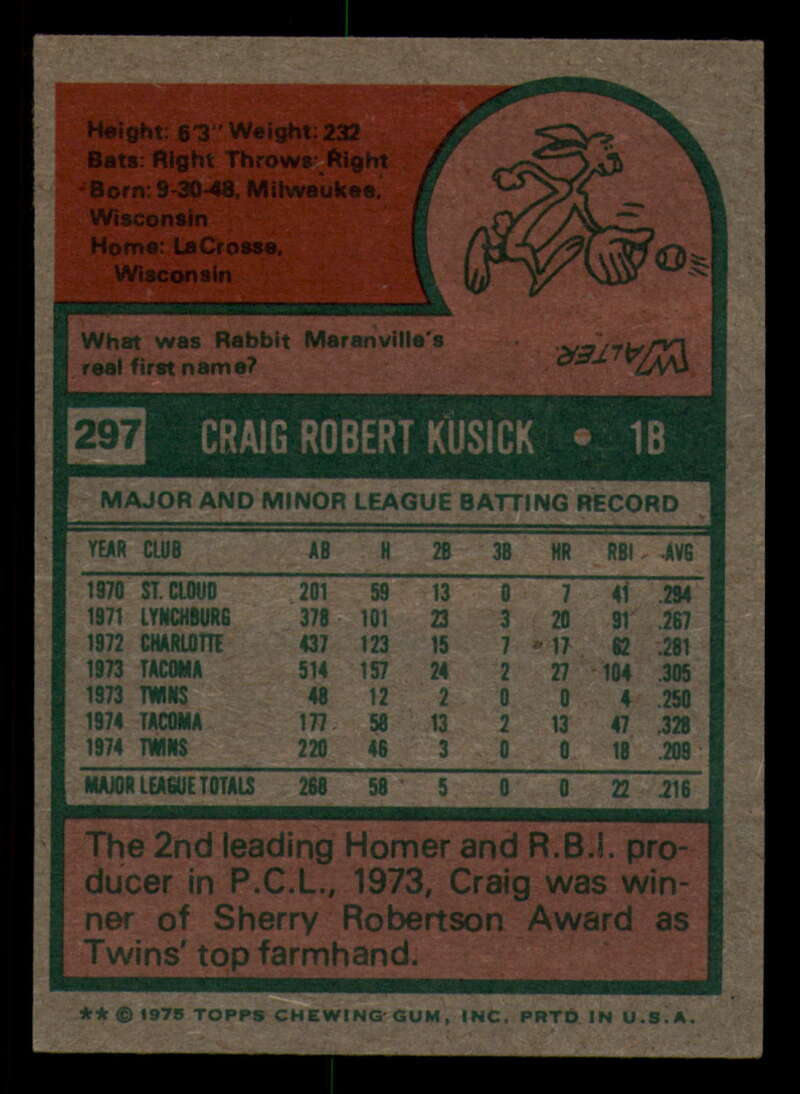 Height: 6'3" Weight: 232
Bats: Right Throws: Right
Born: 9-30-48, Milwaukee,
Wisconsin
Home: LaCrosse,
Wisconsin
What was Rabbit Maranville's
real first name?
WALTER
297 CRAIG ROBERT KUSICK • 1B
MAJOR AND MINOR LEAGUE BATTING RECORD
YEAR CLUB AB H 2B 3B HR RBI AVG
1970 ST. CLOUD 201 59 13 0 7 41 .294
1971 LYNCHBURG 378 101 23 3 20 91 .267
1972 CHARLOTTE 437 123 15 7 17 62 .281
1973 TACOMA 514 157 24 2 27 104 .305
1973 TWINS 48 12 2 0 0 4 .250
1974 TACOMA 177 58 13 2 13 47 .328
1974 TWINS 220 46 3 0 0 18 .209
MAJOR LEAGUE TOTALS 268 58 5 0 0 22 .216
The 2nd leading Homer and R.B.I. pro-
ducer in P.C.L., 1973, Craig was win-
ner of Sherry Robertson Award as
Twins' top farmhand.
** © 1975 TOPPS CHEWING GUM, INC. PRTD IN U.S.A.